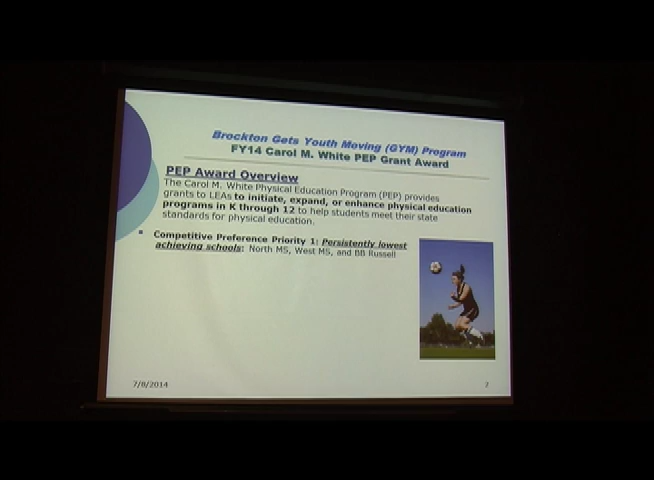 Brockton Gets Youth Moving (GYM) Program
FY14 Carol M. White PEP Grant Award
PEP Award Overview
The Carol M. White Physical Education Program (PEP) provides
grants to LEAs to initiate, expand, or enhance physical education
programs in K through 12 to help students meet their state
standards for physical education.
Competitive Preference Priority 1: Persistently lowest
achieving schools: North MS, West MS, and BB Russell
7/8/2014
7